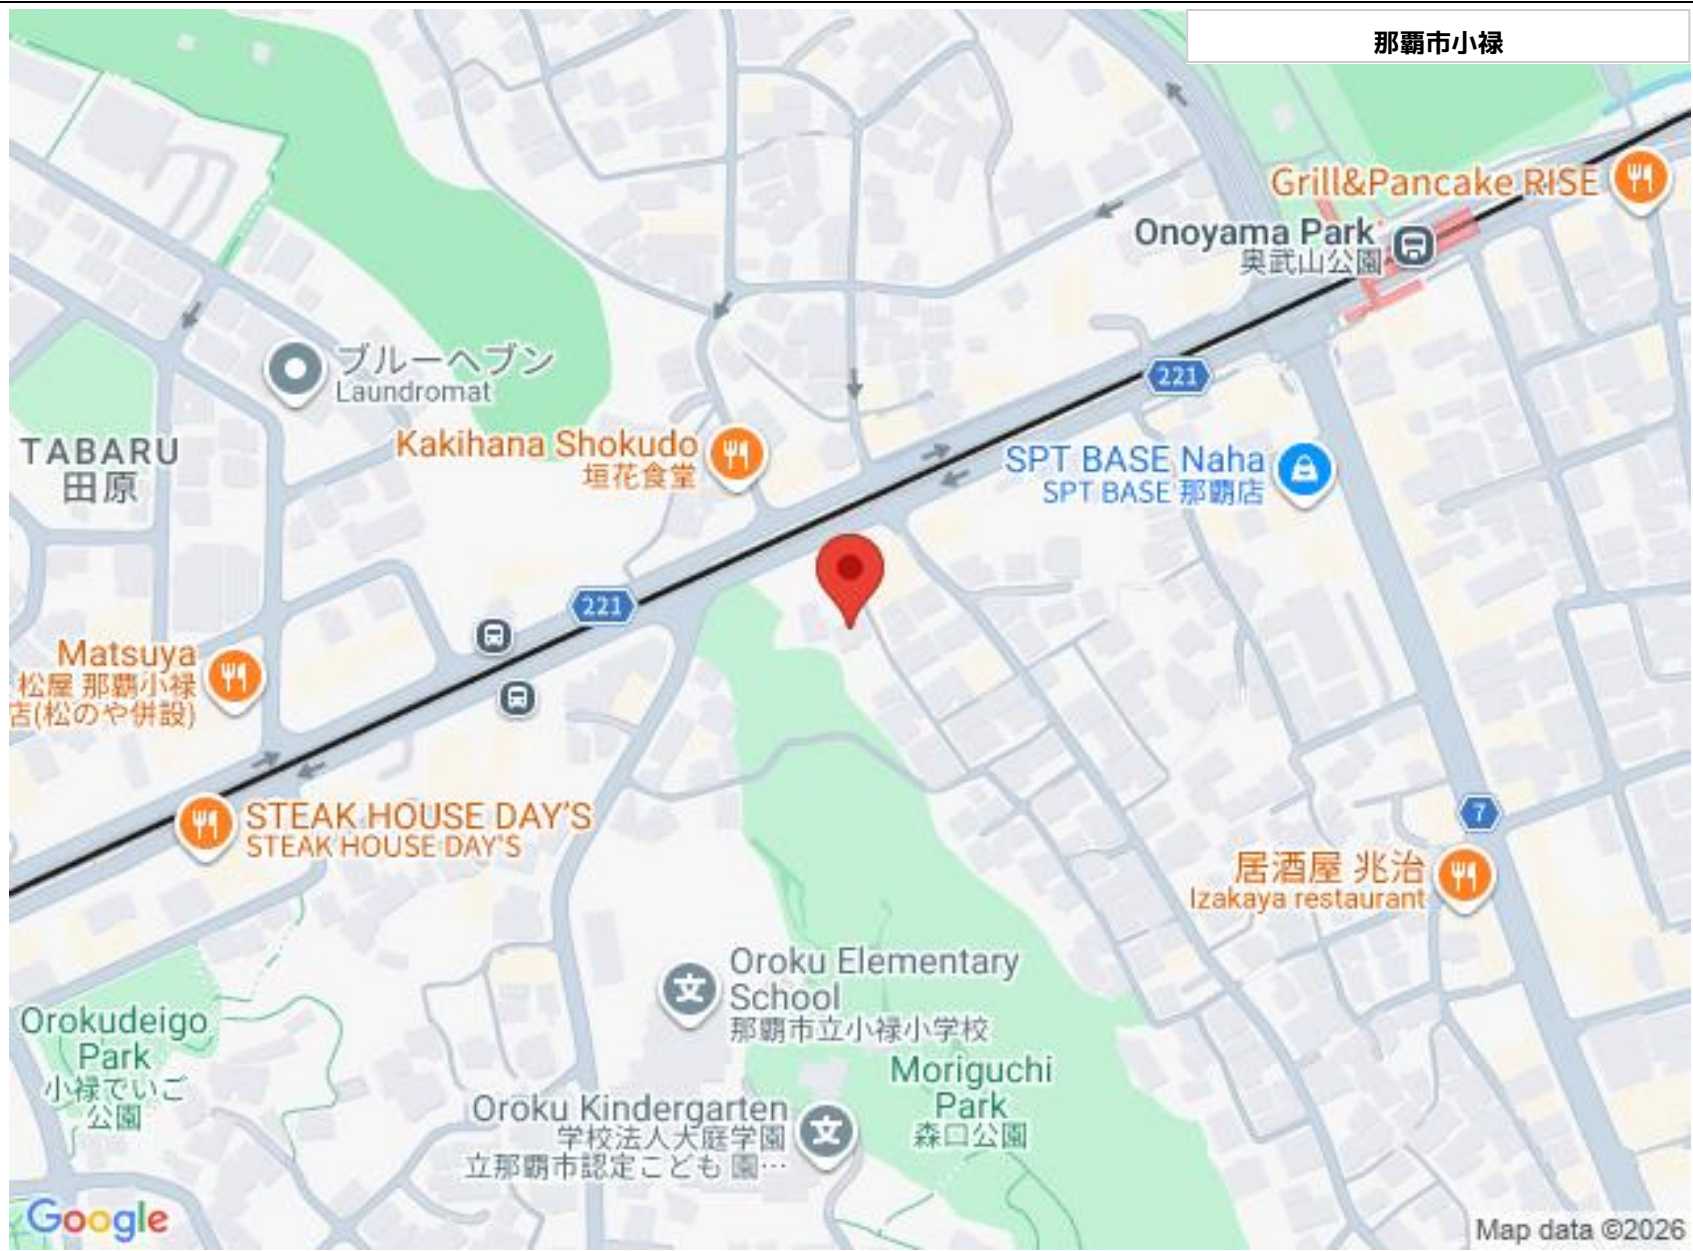 那覇市小禄
Grill&Pancake RISE
Onoyama Park
奥武山公園
ブルーヘブン
Laundromat
221
TABARU
田原
Kakihana Shokudo
垣花食堂
SPT BASE Naha
SPT BASE 那覇店
221
Matsuya
松屋 那覇小禄
店(松のや併設)
STEAK HOUSE DAY'S
STEAK HOUSE DAY'S
7
居酒屋 兆治
Izakaya restaurant
Oroku Elementary
School
那覇市立小禄小学校
Orokudeigo
Park
小禄でいご
公園
Moriguchi
Park
森口公園
Oroku Kindergarten
学校法人大庭学園
立那覇市認定こども 園…
文
文
Google
Map data ©2026